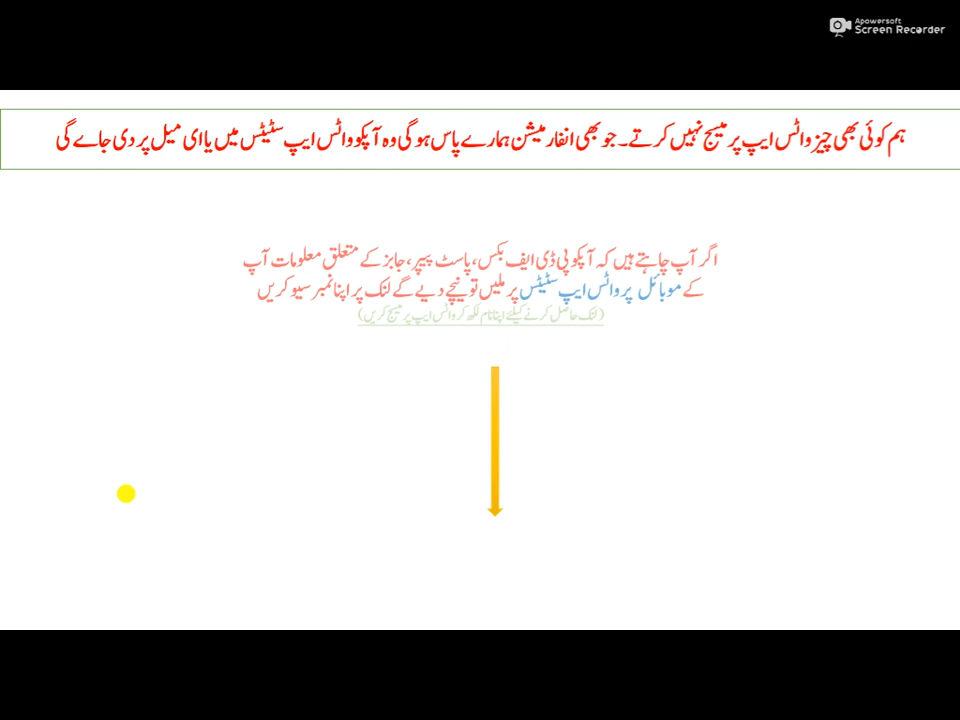 Apowersoft
Screen Recorder
ہم کوئی بھی چیز واٹس ایپ پر میسج نہیں کرتے۔ جو بھی انفارمیشن ہمارے پاس ہوگی وہ آپکو واٹس ایپ سٹیٹس میں یا ای میل پر دی جاے گی
اگر آپ چاہتے ہیں کہ آپکو پی ڈی ایف بکس، پاسٹ پیپر، جابز کے متعلق معلومات آپ
کے موبائل پر واٹس ایپ سٹیٹس پر ملیں تو نیچے دیے گے لنک پر اپنا نمبر سیو کریں
(لنک حاصل کرنے کیلئے اپنا نام لکھ کر واٹس ایپ پر میسج کریں)